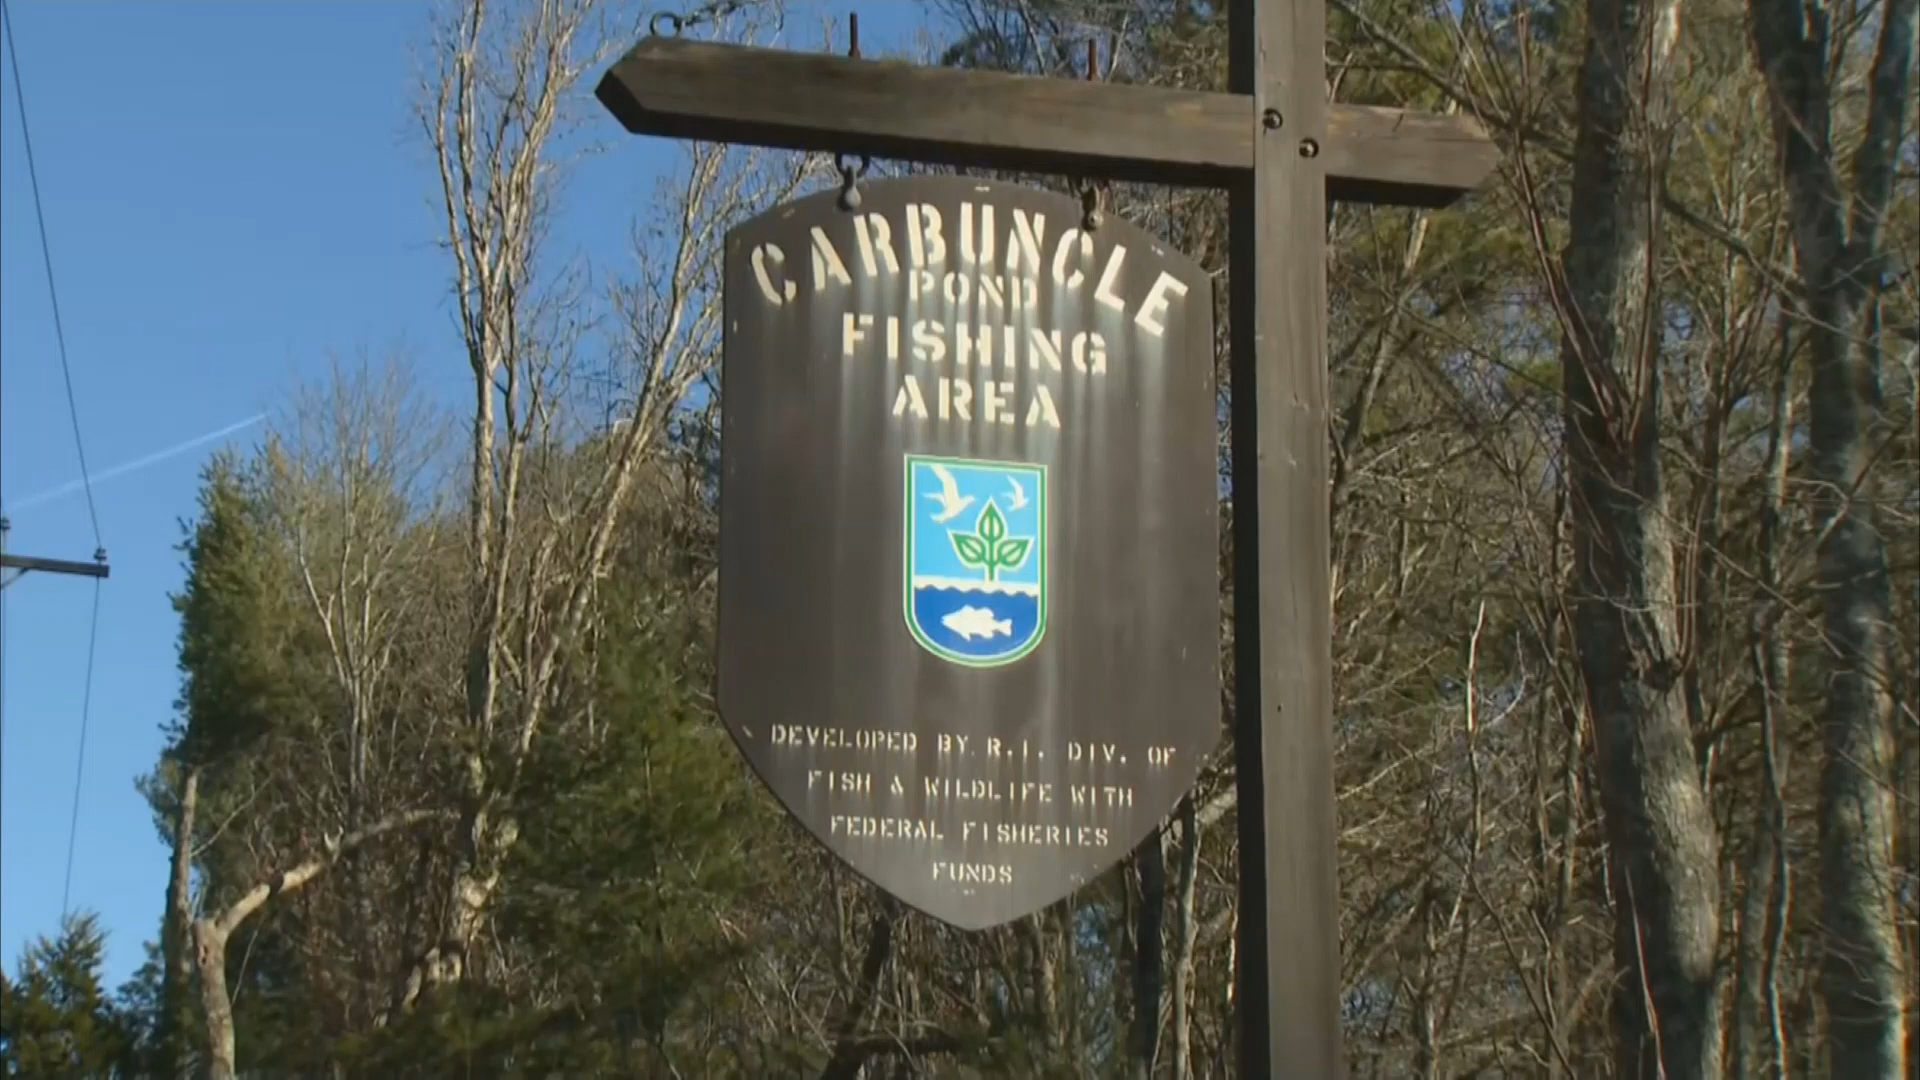 CARBUNCLE
POND
FISHING
AREA
DEVELOPED BY R.I. DIV. OF
FISH & WILDLIFE WITH
FEDERAL FISHERIES
FUNDS